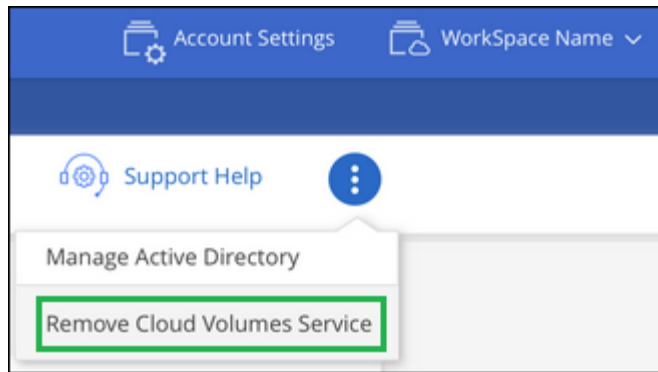 Account Settings
WorkSpace Name
Support Help
Manage Active Directory
Remove Cloud Volumes Service